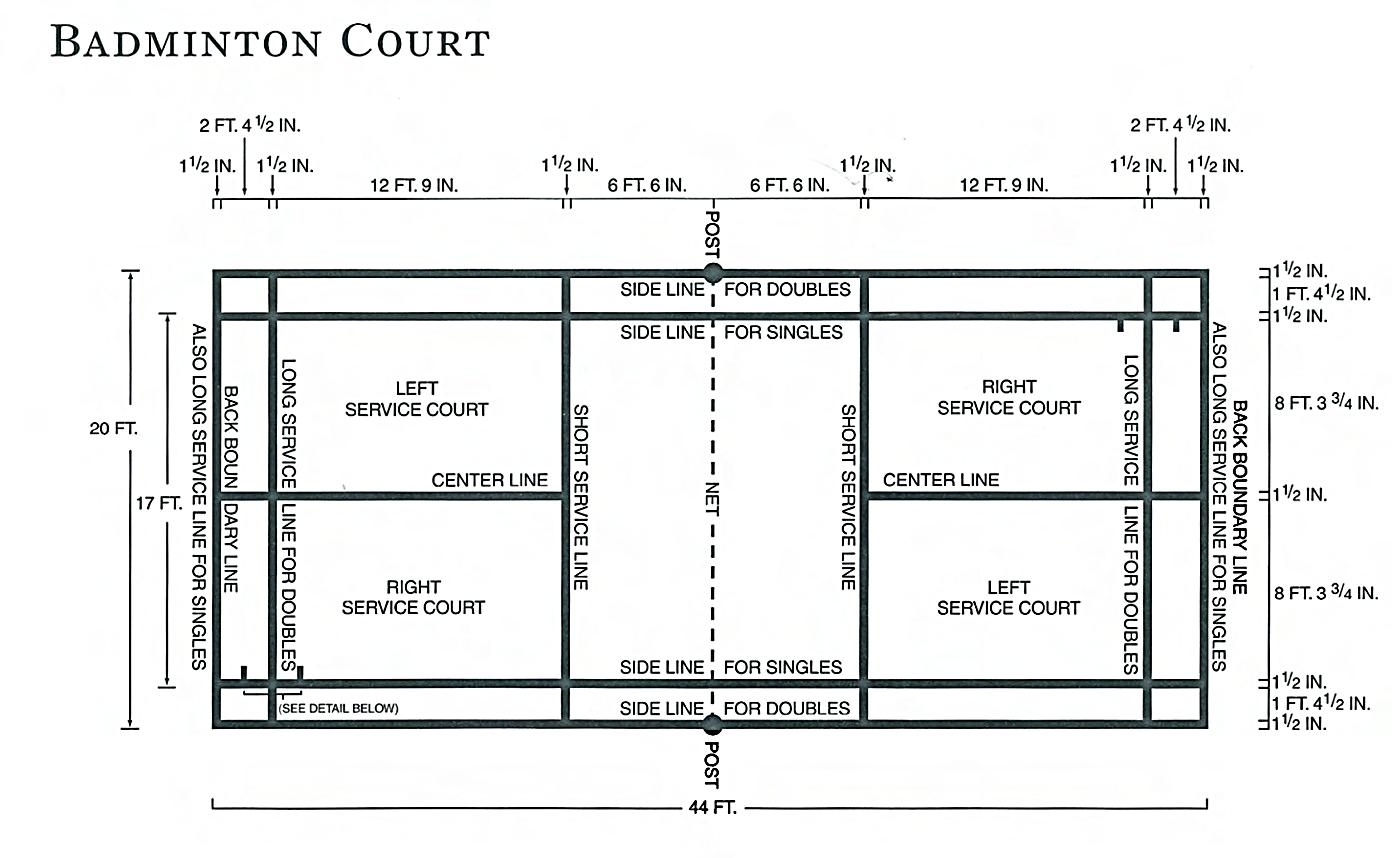 BADMINTON COURT
2 FT. 4 1/2 IN.
2 FT. 4 1/2 IN.
1 1/2 IN.
1 1/2 IN.
1 1/2 IN.
1 1/2 IN.
1 1/2 IN.
1 1/2 IN.
12 FT. 9 IN.
6 FT. 6 IN.
6 FT. 6 IN.
12 FT. 9 IN.
POST
SIDE LINE FOR DOUBLES
SIDE LINE FOR SINGLES
1 1/2 IN.
1 FT. 4 1/2 IN.
1 1/2 IN.
8 FT. 3 3/4 IN.
1 1/2 IN.
8 FT. 3 3/4 IN.
1 1/2 IN.
1 FT. 4 1/2 IN.
1 1/2 IN.
20 FT.
17 FT.
ALSO LONG SERVICE LINE FOR SINGLES
BACK BOUNDARY LINE
LONG SERVICE LINE FOR DOUBLES
LEFT
SERVICE COURT
CENTER LINE
RIGHT
SERVICE COURT
SHORT SERVICE LINE
NET
SHORT SERVICE LINE
RIGHT
SERVICE COURT
CENTER LINE
LEFT
SERVICE COURT
LONG SERVICE LINE FOR DOUBLES
ALSO LONG SERVICE LINE FOR SINGLES
BACK BOUNDARY LINE
SIDE LINE FOR SINGLES
SIDE LINE FOR DOUBLES
(SEE DETAIL BELOW)
POST
44 FT.